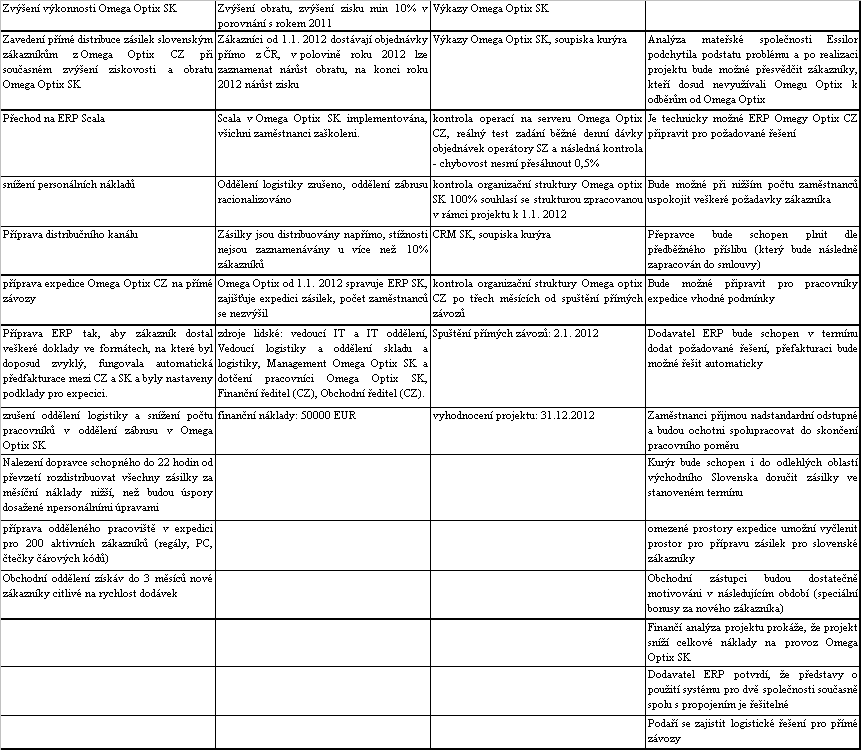 Zvýšení výkonnosti Omega Optix SK
Zvýšení obratu, zvýšení zisku min 10% v
porovnání s rokem 2011
Výkazy Omega Optix SK
Zavedení přímé distribuce zásilek slovenským
zákazníkům z Omega Optix CZ při
současném zvýšení ziskovosti a obratu
Omega Optix SK
Zákazníci od 1.1. 2012 dostávají objednávky
přímo z ČR, v polovině roku 2012 lze
zaznamenat nárůst obratu, na konci roku
2012 nárůst zisku
Výkazy Omega Optix SK, soupiska kurýra
Analýza mateřské společnosti Essilor
podchytila podstatu problému a po realizaci
projektu bude možné přesvědčit zákazníky,
kteří dosud nevyužívali Omegu Optix k
odběrům od Omega Optix
Přechod na ERP Scala
Scala v Omega Optix SK implementována,
všichni zaměstnanci zaškoleni.
kontrola operací na serveru Omega Optix
CZ, reálný test zadání běžné denní dávky
objednávek operátory SZ a následná kontrola
- chybovost nesmí přesáhnout 0,5%
Je technicky možné ERP Omegy Optix CZ
připravit pro požadované řešení
snížení personálních nákladů
Oddělení logistiky zrušeno, oddělení zábrusu
racionalizováno
kontrola organizační struktury Omega optix
SK 100% souhlasí se strukturou zpracovanou
v rámci projektu k 1.1. 2012
Bude možné při nižším počtu zaměstnanců
uspokojit veškeré požadavky zákazníka
Příprava distribučního kanálu
Zásilky jsou distribuovány napřímo, stížnosti
nejsou zaznamenávány u více než 10%
zákazníků
CRM SK, soupiska kurýra
Přepravce bude schopen plnit dle
předběžného příslibu (který bude následně
zapracován do smlouvy)
příprava expedice Omega Optix CZ na přímé
závozy
Omega Optix od 1.1. 2012 spravuje ERP SK,
zajišťuje expedici zásilek, počet zaměstnanců
se nezvýšil
kontrola organizační struktury Omega optix
CZ po třech měsících od spuštění přímých
závozů
Bude možné připravit pro pracovníky
expedice vhodné podmínky
Příprava ERP tak, aby zákazník dostal
veškeré doklady ve formátech, na které byl
doposud zvyklý, fungovala automatická
předfakturace mezi CZ a SK a byly nastaveny
podklady pro expecici.
zdroje lidské: vedoucí IT a IT oddělení,
Vedoucí logistiky a oddělení skladu a
logistiky, Management Omega Optix SK a
dotčení pracovníci Omega Optix SK,
Finanční ředitel (CZ), Obchodní ředitel (CZ).
Spuštění přímých závozů: 2.1. 2012
Dodavatel ERP bude schopen v termínu
dodat požadované řešení, přefakturaci bude
možné řešit automaticky
zrušení oddělení logistiky a snížení počtu
pracovníků v oddělení zábrusu v Omega
Optix SK
finanční náklady: 50000 EUR
vyhodnocení projektu: 31.12.2012
Zaměstnanci přijmou nadstandardní odstupné
a budou ochotni spolupracovat do skončení
pracovního poměru
Nalezení dopravce schopného do 22 hodin od
převzetí rozdistribuovat všechny zásilky za
měsíční náklady nižší, než budou úspory
dosažené npersonálními úpravami
Kurýr bude schopen i do odlehlých oblastí
východního Slovenska doručit zásilky ve
stanoveném termínu
příprava odděleného pracoviště v expedici
pro 200 aktivních zákazníků (regály, PC,
čtečky čárových kódů)
omezené prostory expedice umožní vyčlenit
prostor pro přípravu zásilek pro slovenské
zákazníky
Obchodní oddělení získáv do 3 měsíců nové
zákazníky citlivé na rychlost dodávek
Obchodní zástupci budou dostatečně
motivováni v následujícím období (speciální
bonusy za nového zákazníka)
Finančí analýza projektu prokáže, že projekt
sníží celkové náklady na provoz Omega
Optix SK
Dodavatel ERP potvrdí, že představy o
použití systému pro dvě společnosti současně
spolu s propojením je řešitelné
Podaří se zajistit logistické řešení pro přímé
závozy